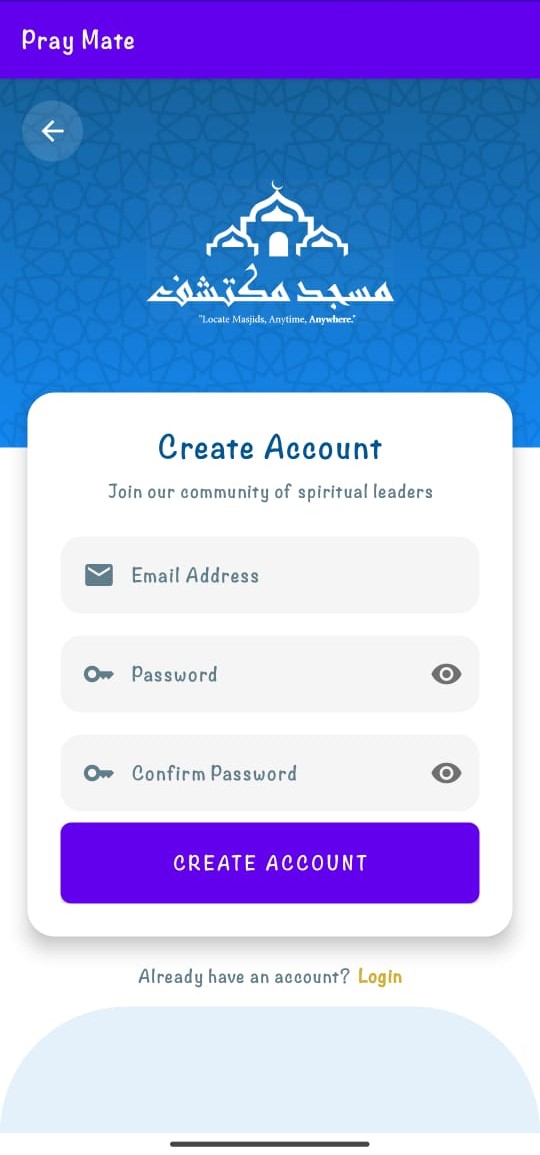 Pray Mate
مسجد مكتشف
"Locate Masjids, Anytime, Anywhere."
Create Account
Join our community of spiritual leaders
Email Address
Password
Confirm Password
CREATE ACCOUNT
Already have an account? Login